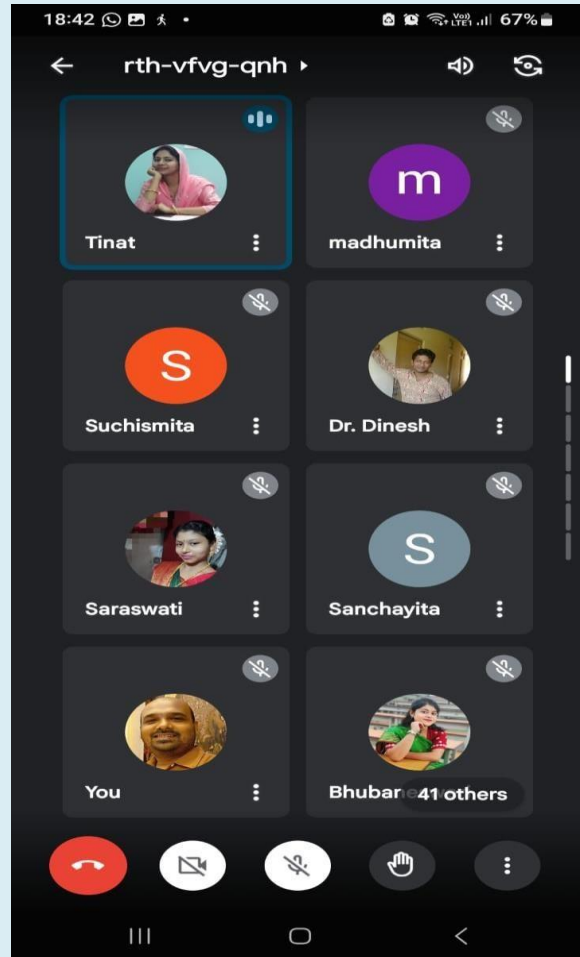 18:42 67%
rth-vfvg-qnh
Tinat
m
madhumita
S
Suchismita
Dr. Dinesh
Saraswati
S
Sanchayita
You
41 others